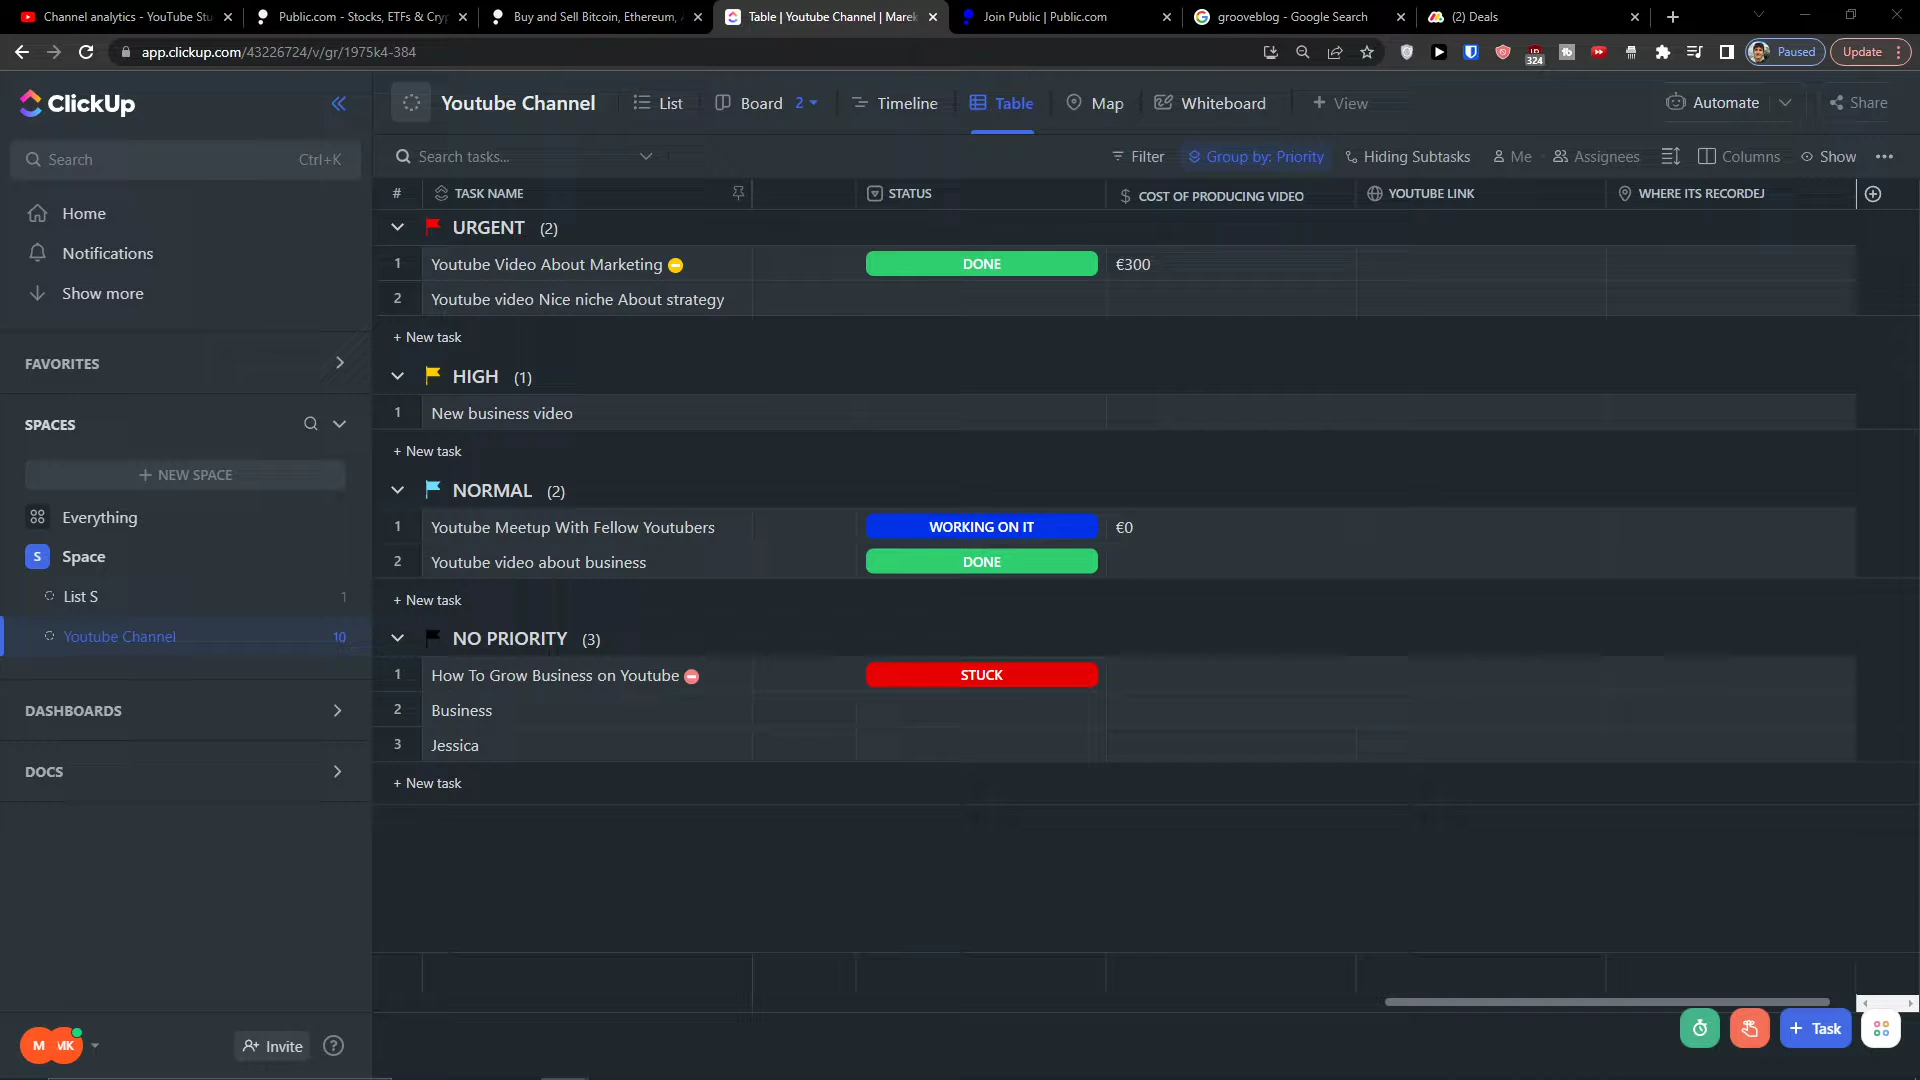 Channel analytics - YouTube Stu
Public.com - Stocks, ETFs & Cry
Buy and Sell Bitcoin, Ethereum,
Table | Youtube Channel | Marek
Join Public | Public.com
grooveblog - Google Search
(2) Deals
app.clickup.com/43226724/v/gr/1975k4-384
324
Paused
Update
ClickUp
Youtube Channel
List
Board 2
Timeline
Table
Map
Whiteboard
+ View
Automate
Share
Search Ctrl+K
Search tasks...
Filter
Group by: Priority
Hiding Subtasks
Me
Assignees
Columns
Show
# TASK NAME STATUS COST OF PRODUCING VIDEO YOUTUBE LINK WHERE ITS RECORDEJ
Home
Notifications
Show more
FAVORITES
SPACES
+ NEW SPACE
Everything
S Space
List S 1
Youtube Channel 10
DASHBOARDS
DOCS
URGENT (2)
1 Youtube Video About Marketing DONE €300
2 Youtube video Nice niche About strategy
+ New task
HIGH (1)
1 New business video
+ New task
NORMAL (2)
1 Youtube Meetup With Fellow Youtubers WORKING ON IT €0
2 Youtube video about business DONE
+ New task
NO PRIORITY (3)
1 How To Grow Business on Youtube STUCK
2 Business
3 Jessica
+ New task
M MK
Invite
?
+ Task